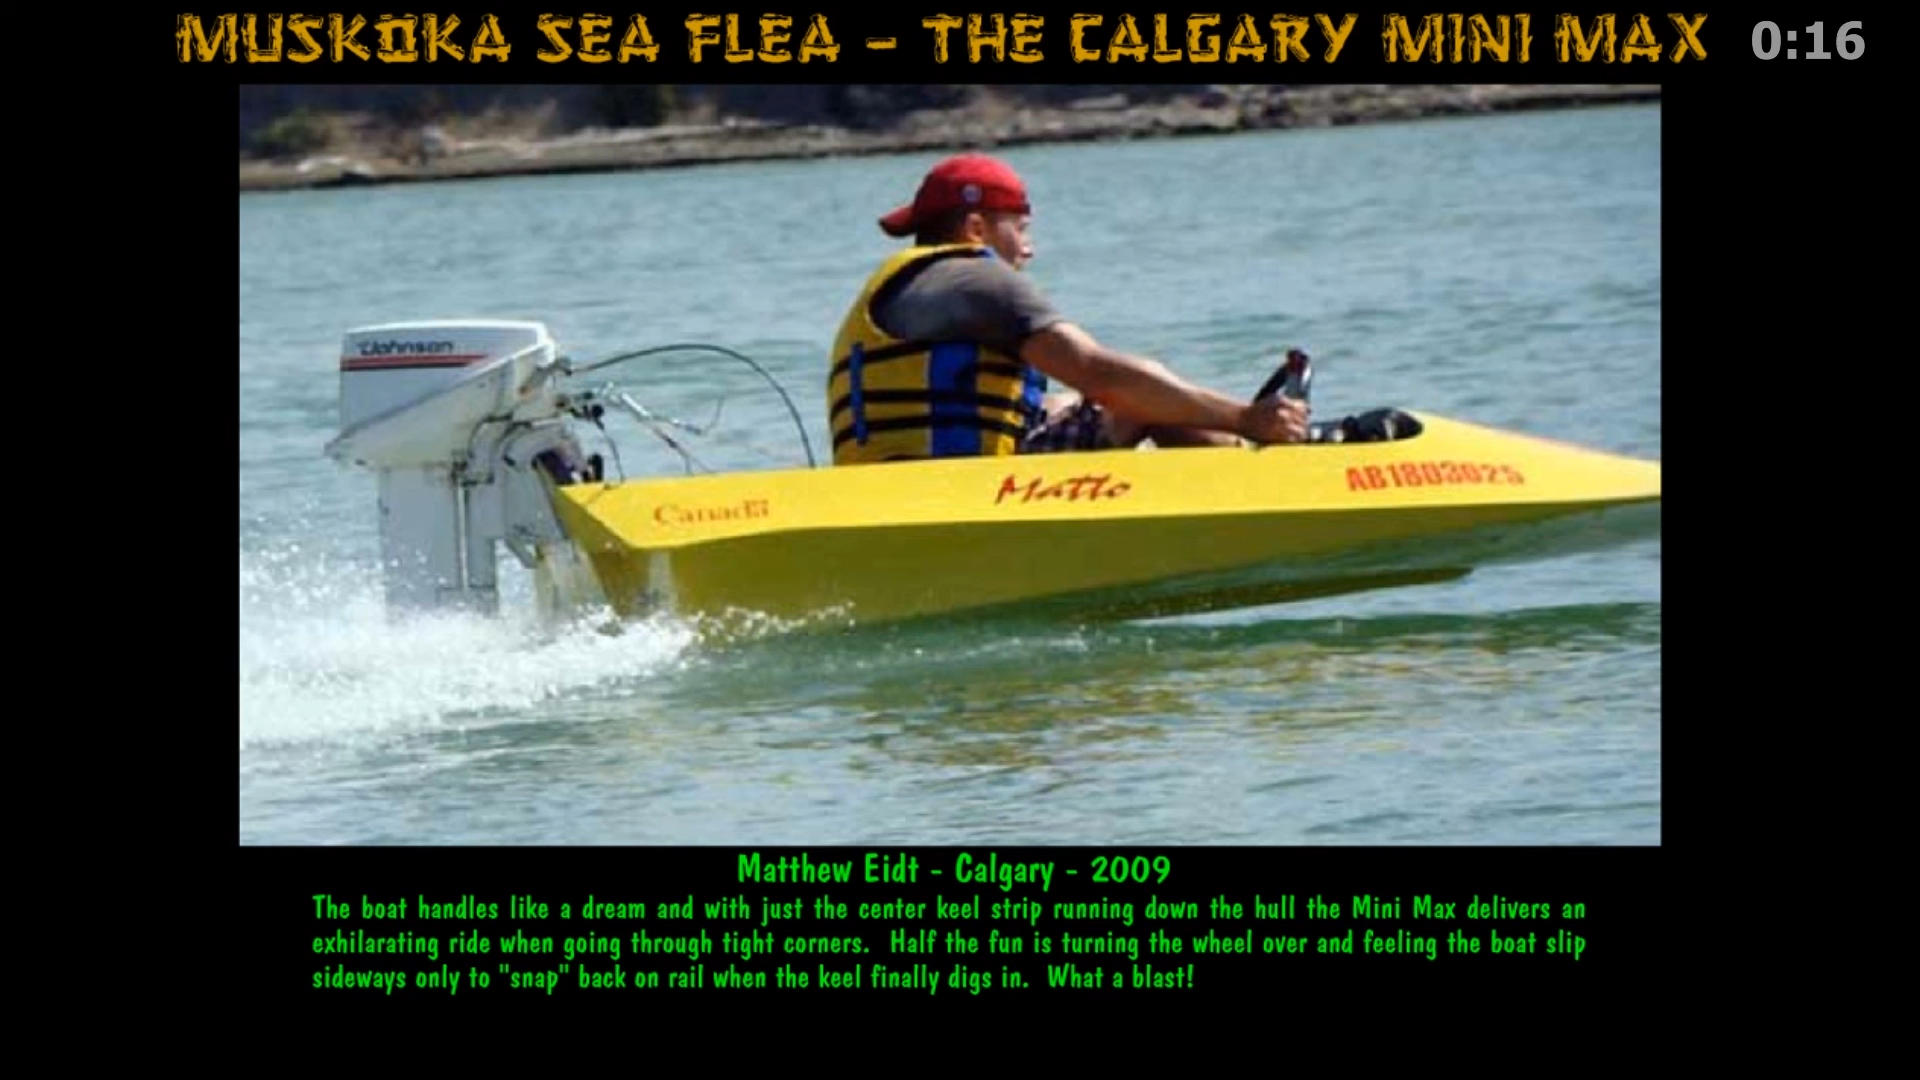 MUSKOKA SEA FLEA - THE CALGARY MINI MAX
0:16
Johnson
Canada
Matto
AB1803025
Matthew Eidt - Calgary - 2009
The boat handles like a dream and with just the center keel strip running down the hull the Mini Max delivers an
exhilarating ride when going through tight corners. Half the fun is turning the wheel over and feeling the boat slip
sideways only to "snap" back on rail when the keel finally digs in. What a blast!